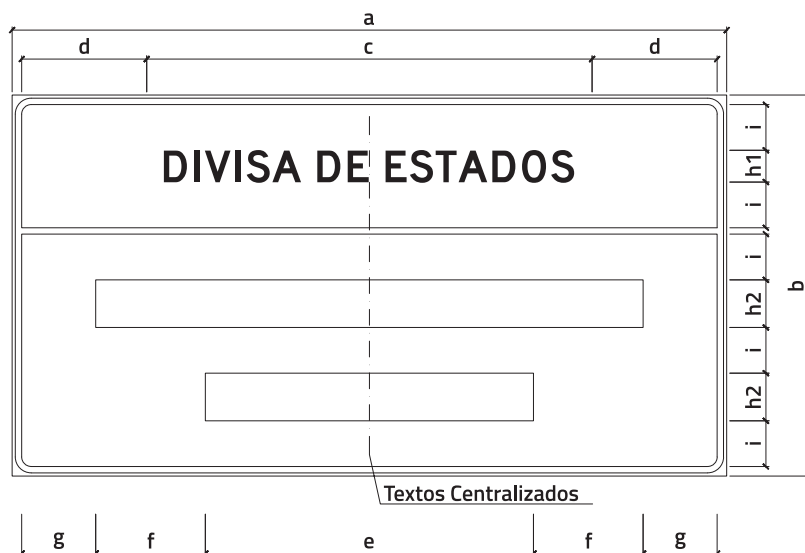 a
d c d
DIVISA DE ESTADOS
i
h1
i
i
h2
i
h2
i
b
Textos Centralizados
g f e f g